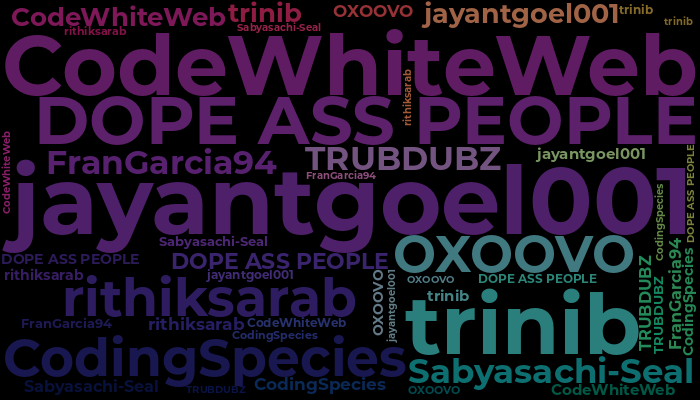 CodeWhiteWeb trinib OXOOVO jayantgoel001 trinib
rithiksarab Sabyasachi-Seal trinib
CodeWhiteWeb
rithiksarab
DOPE ASS PEOPLE
CodeWhiteWeb
FranGarcia94 TRUBDUBZ jayantgoel001
FranGarcia94
DOPE ASS PEOPLE
jayantgoel001
CodingSpecies
Sabyasachi-Seal OXOOVO
DOPE ASS PEOPLE DOPE ASS PEOPLE
rithiksarab jayantgoel001 OXOOVO DOPE ASS PEOPLE
rithiksarab trinib
OXOOVO
jayantgoel001
trinib
TRUBDUBZ
TRUBDUBZ
FranGarcia94
CodingSpecies
FranGarcia94 rithiksarab CodeWhiteWeb
CodingSpecies
CodingSpecies
Sabyasachi-Seal
Sabyasachi-Seal TRUBDUBZ CodingSpecies OXOOVO CodeWhiteWeb